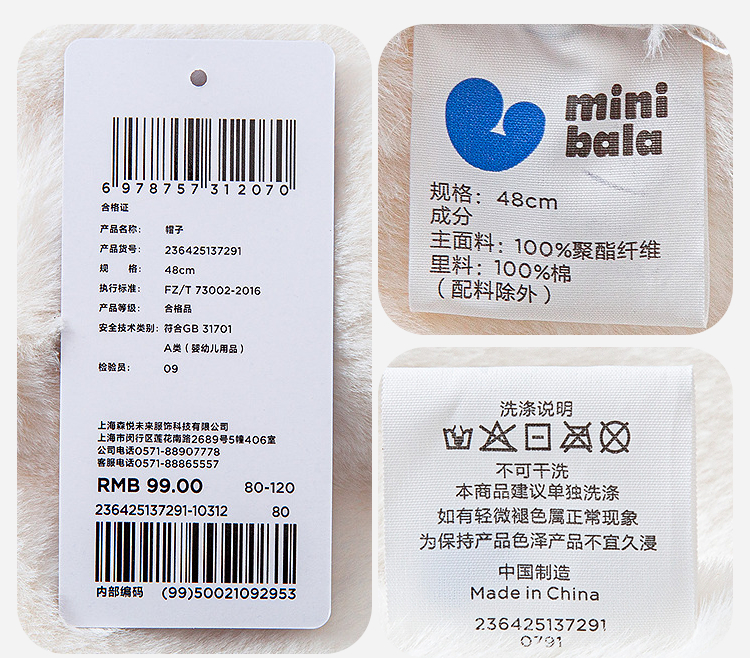 6 978757 312070
合格证
产品名称： 帽子
产品货号： 236425137291
规 格： 48cm
执行标准： FZ/T 73002-2016
产品等级： 合格品
安全技术类别： 符合GB 31701
A类（婴幼儿用品）
检验员： 09
上海森悦未来服饰科技有限公司
上海市闵行区莲花南路2689号5幢406室
公司电话0571-88907778
客服电话0571-88865557
RMB 99.00 80-120
236425137291-10312 80
内部编码 (99)50021092953
mini
bala
规格：48cm
成分
主面料：100%聚酯纤维
里料：100%棉
（配料除外）
洗涤说明
不可干洗
本商品建议单独洗涤
如有轻微褪色属正常现象
为保持产品色泽产品不宜久浸
中国制造
Made in China
236425137291
0791